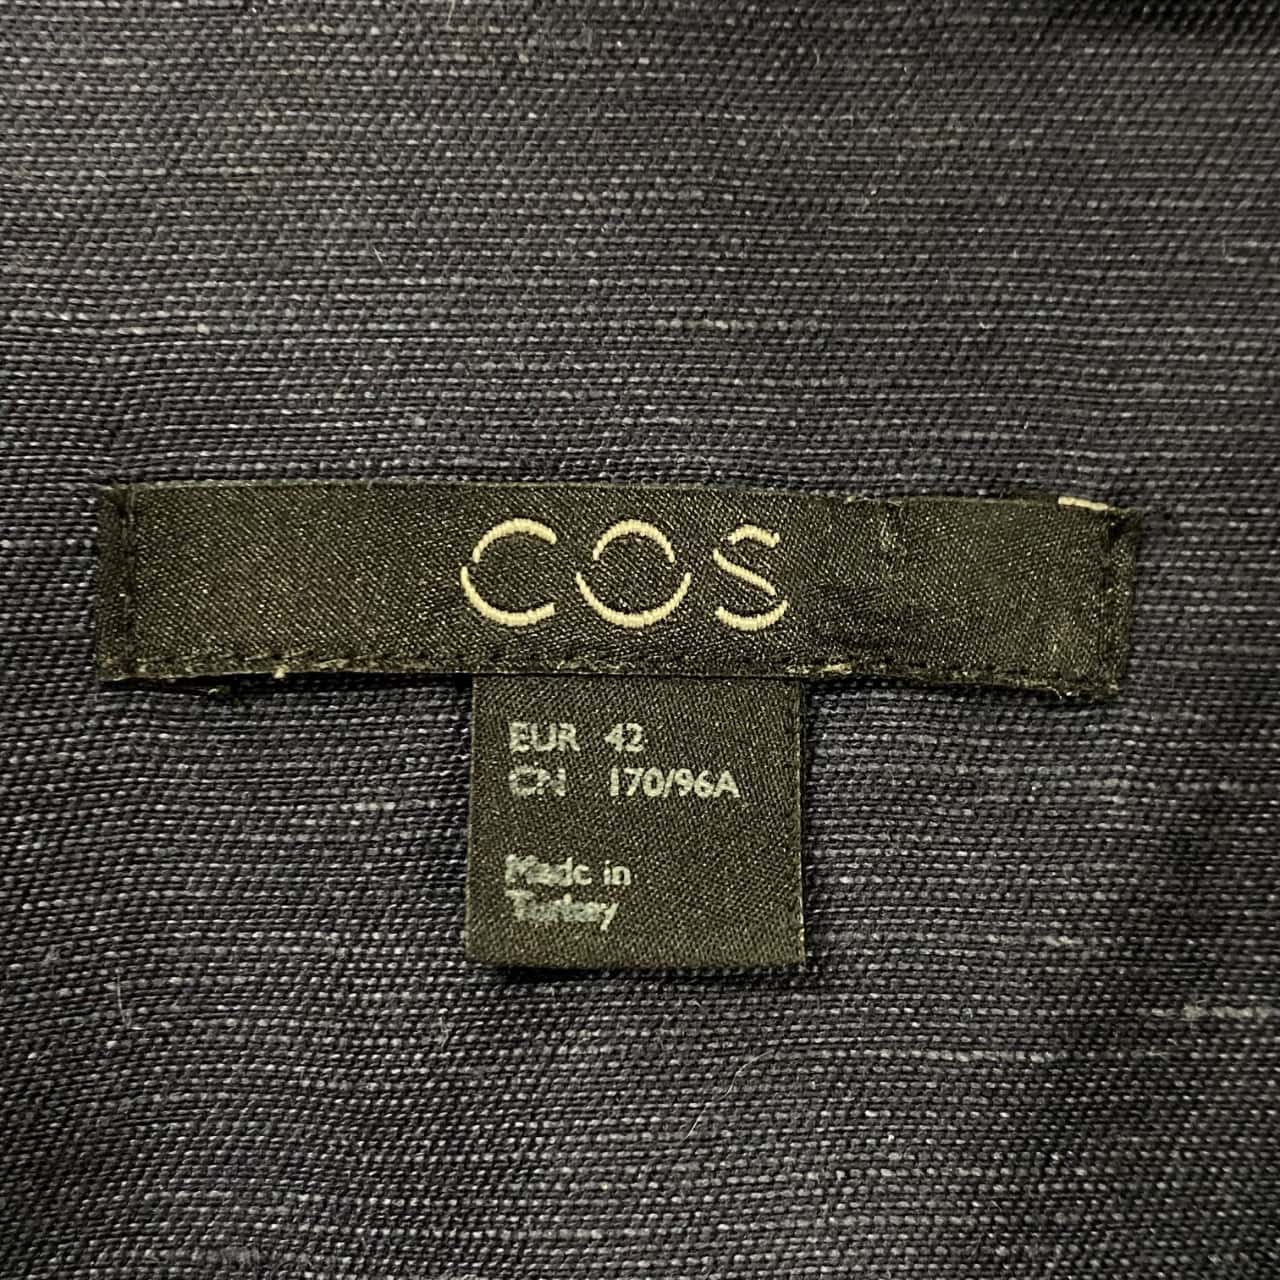 COS
EUR 42
CN 170/96A
Made in
Turkey